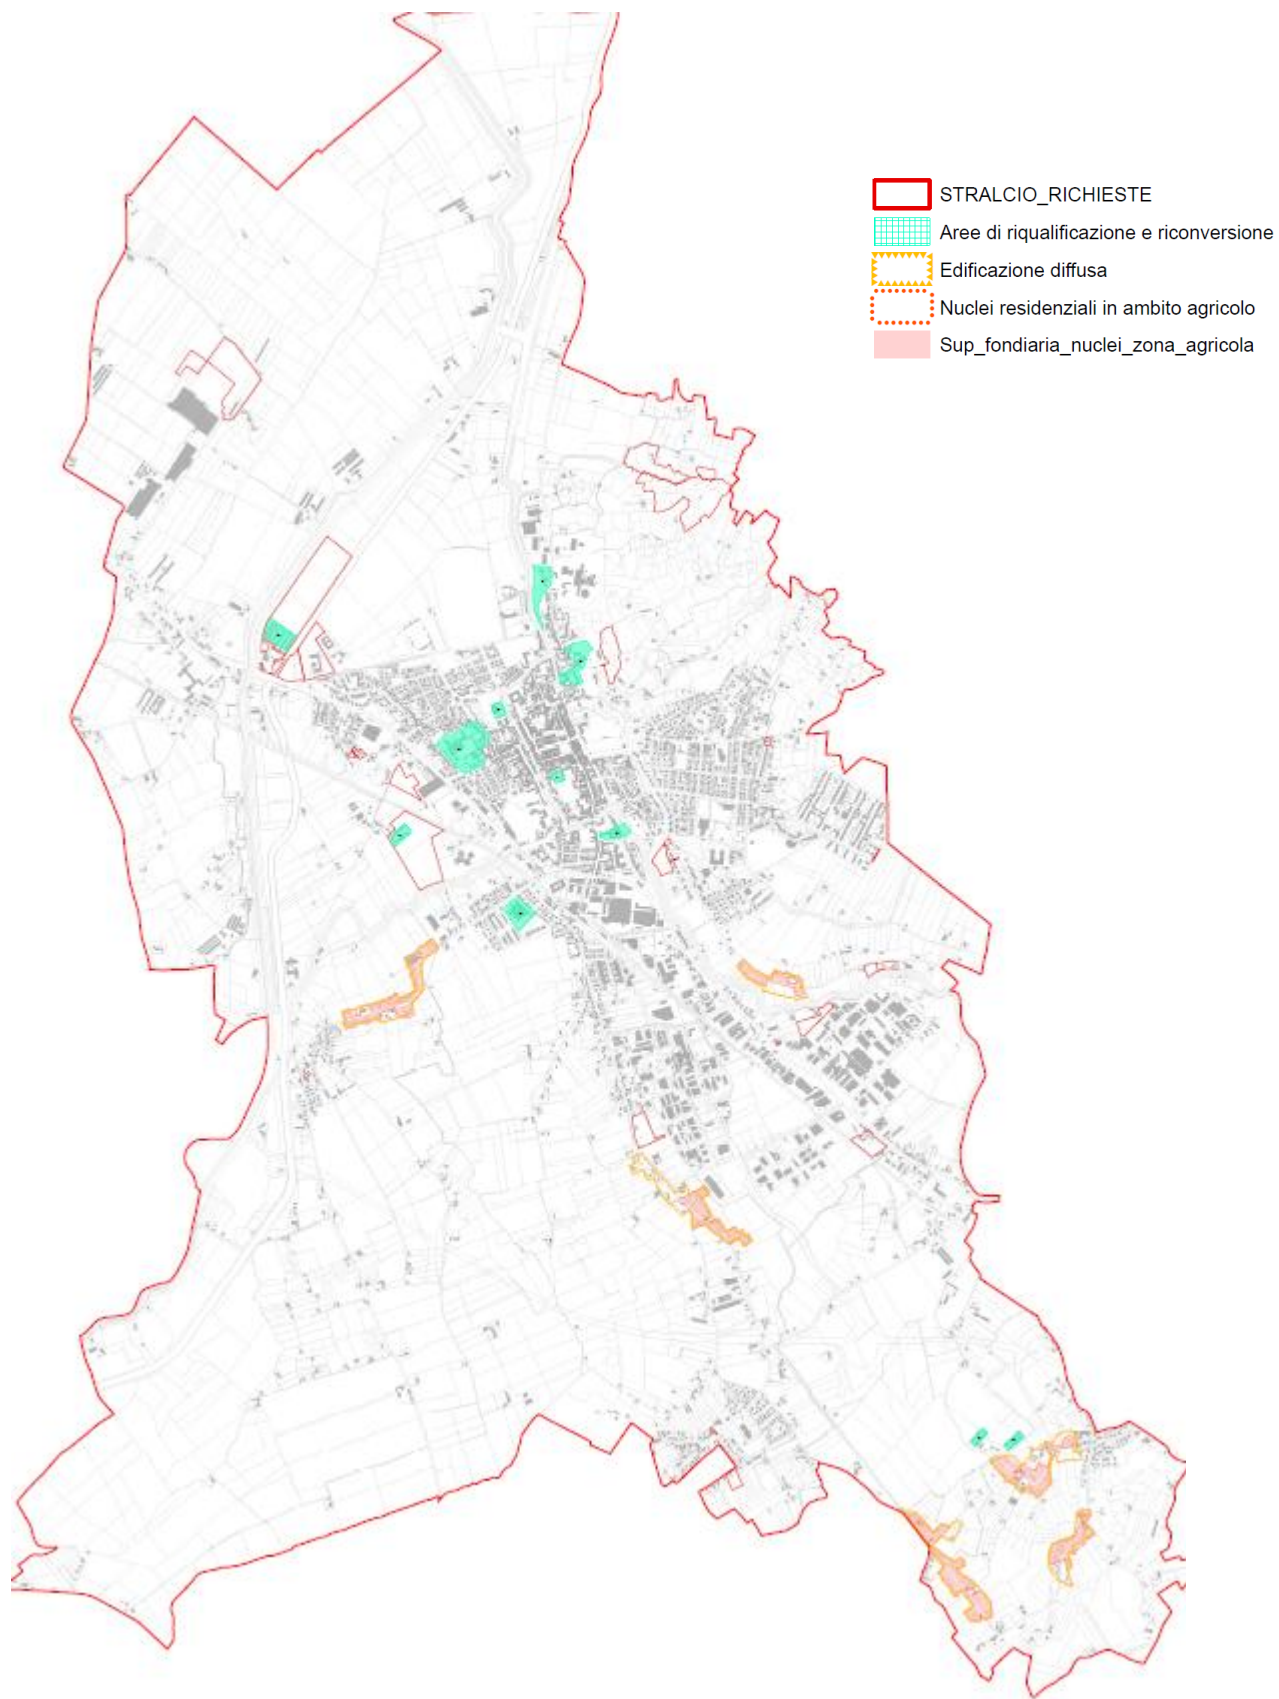 STRALCIO_RICHIESTE
Aree di riqualificazione e riconversione
Edificazione diffusa
Nuclei residenziali in ambito agricolo
Sup_fondiaria_nuclei_zona_agricola